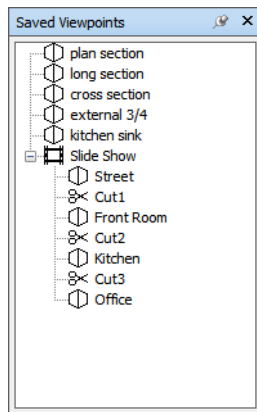 Saved Viewpoints
plan section
long section
cross section
external 3/4
kitchen sink
Slide Show
Street
Cut1
Front Room
Cut2
Kitchen
Cut3
Office